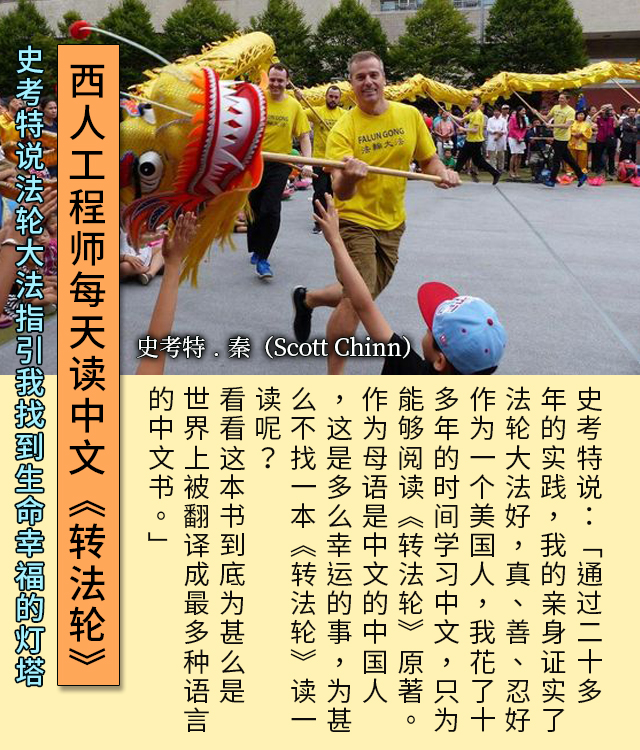 史考特说法轮大法指引我找到生命幸福的灯塔
西人工程师每天读中文《转法轮》
FALUN GONG
法輪大法
史考特．秦（Scott Chinn）
史考特说：「通过二十多
年的实践，我的亲身证实了
法轮大法好，真、善、忍好
作为一个美国人，我花了十
多年的时间学习中文，只为
能够阅读《转法轮》原著。
作为母语是中文的中国人
，这是多么幸运的事，为甚
么不找一本《转法轮》读一
读呢？
看看这本书到底为甚么是
世界上被翻译成最多种语言
的中文书。」